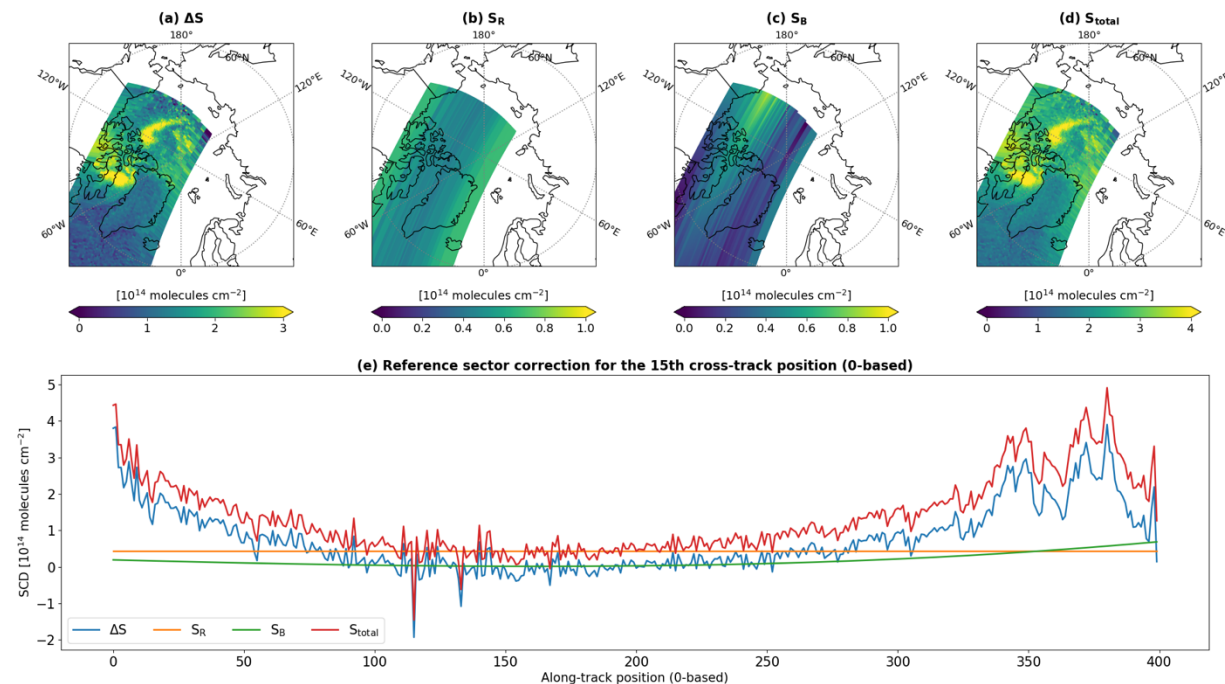 (a) ΔS (b) S_R (c) S_B (d) S_total
180° 180° 180° 180°
60°N 60°N 60°N 60°N
120°W 120°E 120°W 120°E 120°W 120°E 120°W 120°E
60°W 60°E 60°W 60°E 60°W 60°E 60°W 60°E
0° 0° 0° 0°
[10¹⁴ molecules cm⁻²] [10¹⁴ molecules cm⁻²] [10¹⁴ molecules cm⁻²] [10¹⁴ molecules cm⁻²]
0 1 2 3 0.0 0.2 0.4 0.6 0.8 1.0 0.0 0.2 0.4 0.6 0.8 1.0 0 1 2 3 4
(e) Reference sector correction for the 15th cross-track position (0-based)
SCD [10¹⁴ molecules cm⁻²]
5
4
3
2
1
0
−1
−2
ΔS S_R S_B S_total
0 50 100 150 200 250 300 350 400
Along-track position (0-based)